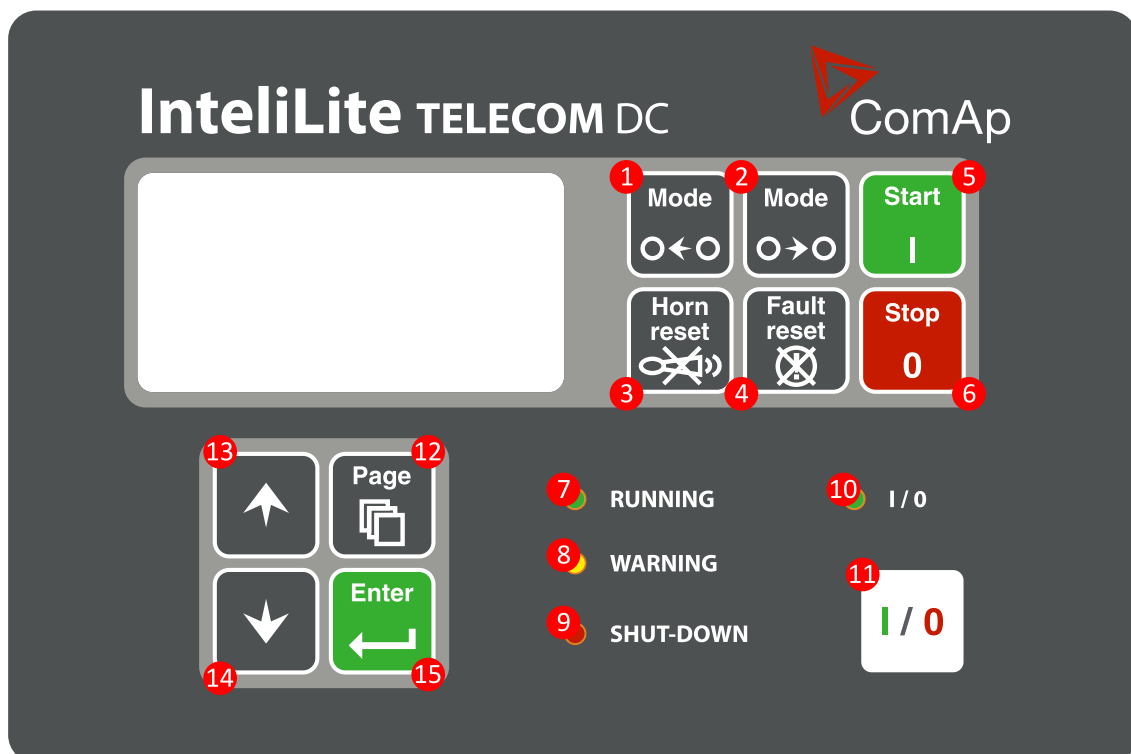 InteliLite TELECOM DC
ComAp
1
2
5
Mode
Mode
Start
I
Horn
reset
Fault
reset
Stop
0
3
4
6
13
12
Page
7
RUNNING
10
I / 0
8
WARNING
Enter
11
I / 0
9
SHUT-DOWN
14
15